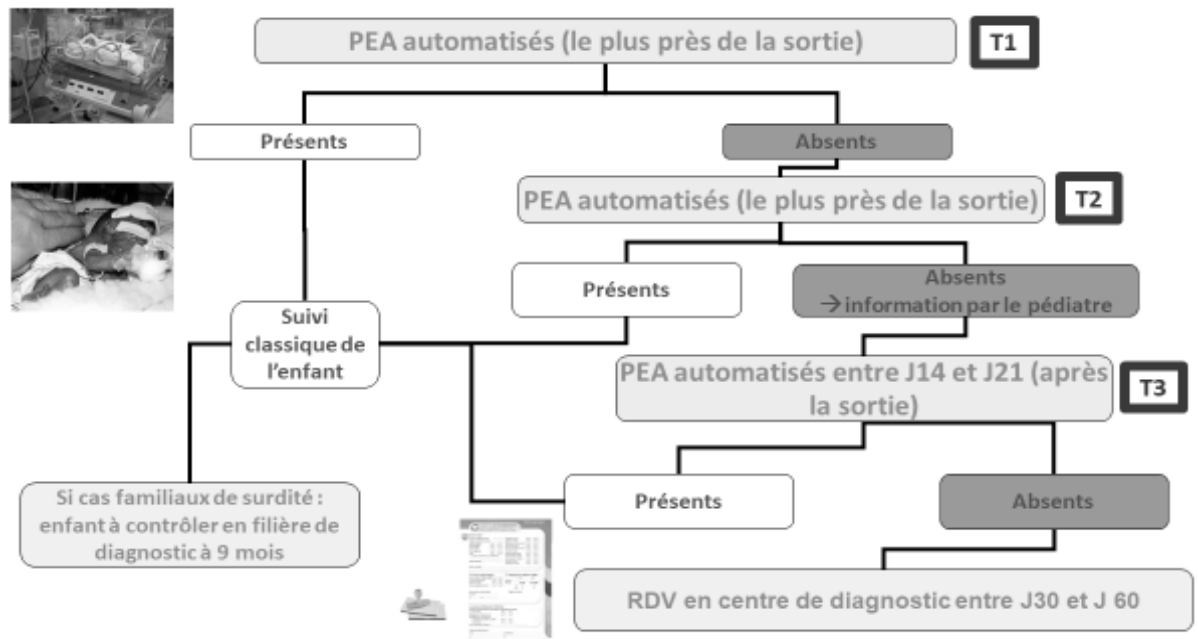 PEA automatisés (le plus près de la sortie)
T1
Présents
Absents
PEA automatisés (le plus près de la sortie)
T2
Présents
Absents
→information par le pédiatre
Suivi
classique de
l'enfant
PEA automatisés entre J14 et J21 (après
la sortie)
T3
Présents
Absents
Si cas familiaux de surdité :
enfant à contrôler en filière de
diagnostic à 9 mois
RDV en centre de diagnostic entre J30 et J 60